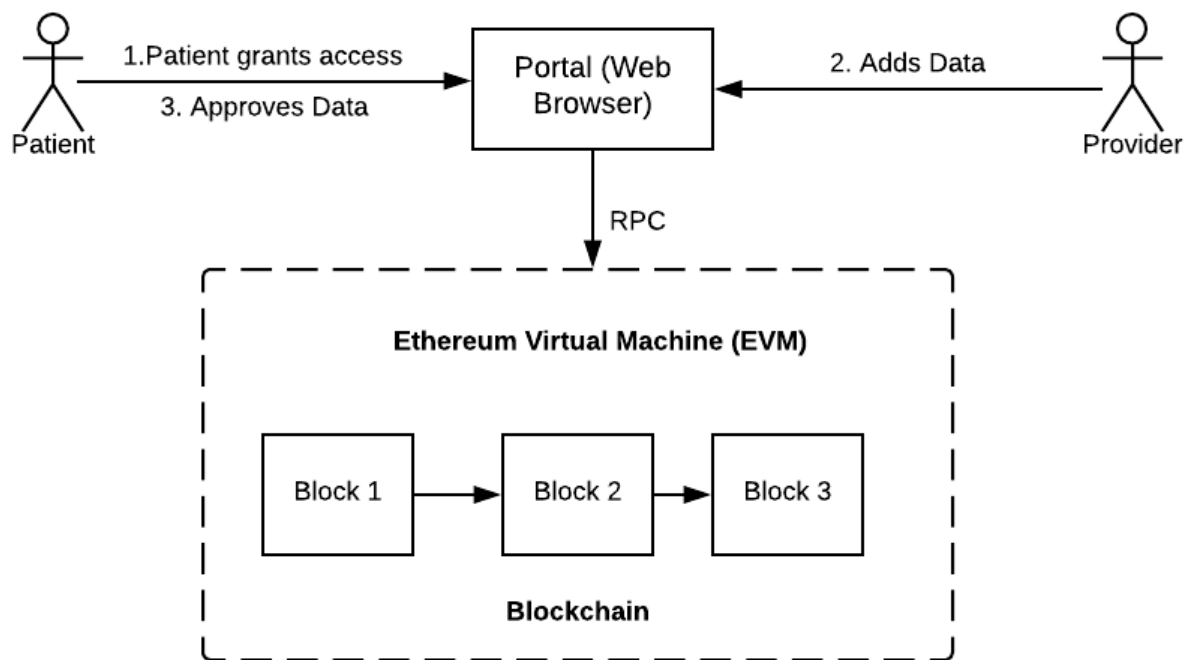 1.Patient grants access
3. Approves Data
Patient
Portal (Web
Browser)
2. Adds Data
Provider
RPC
Ethereum Virtual Machine (EVM)
Block 1
Block 2
Block 3
Blockchain